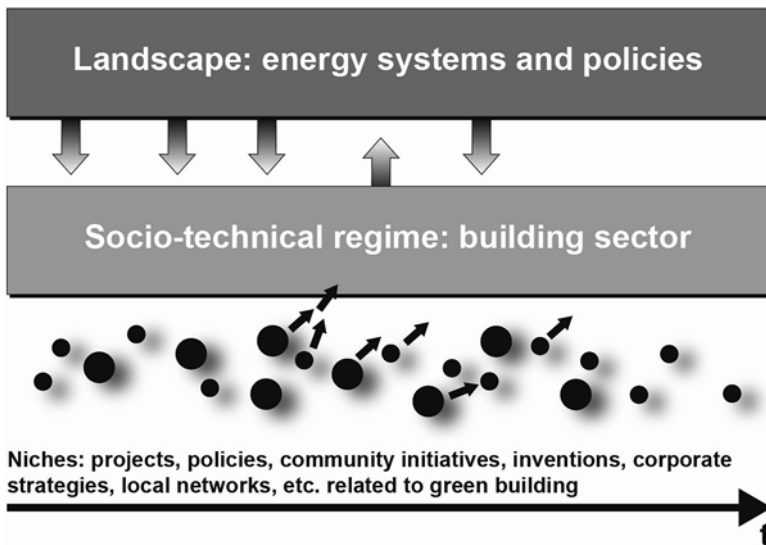 Landscape: energy systems and policies
Socio-technical regime: building sector
Niches: projects, policies, community initiatives, inventions, corporate
strategies, local networks, etc. related to green building
t